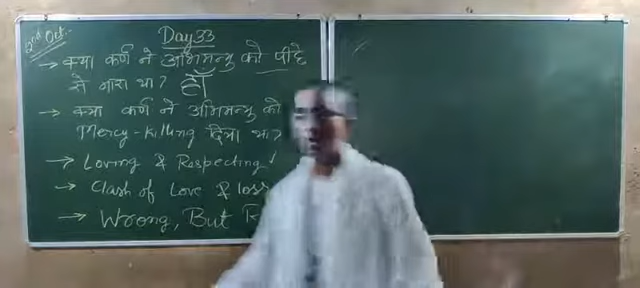 2nd Oct.
Day 33
→ क्या कर्ण ने अभिमन्यु को पीछे
से मारा था? हाँ
→ क्या कर्ण ने अभिमन्यु को
Mercy-killing दिया था?
→ Loving & Respecting
→ Clash of Love & loss
→ Wrong, But